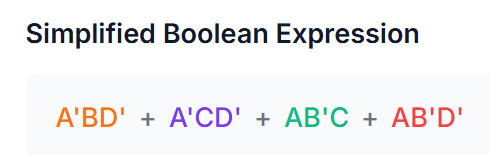 Simplified Boolean Expression
A'BD' + A'CD' + AB'C + AB'D'